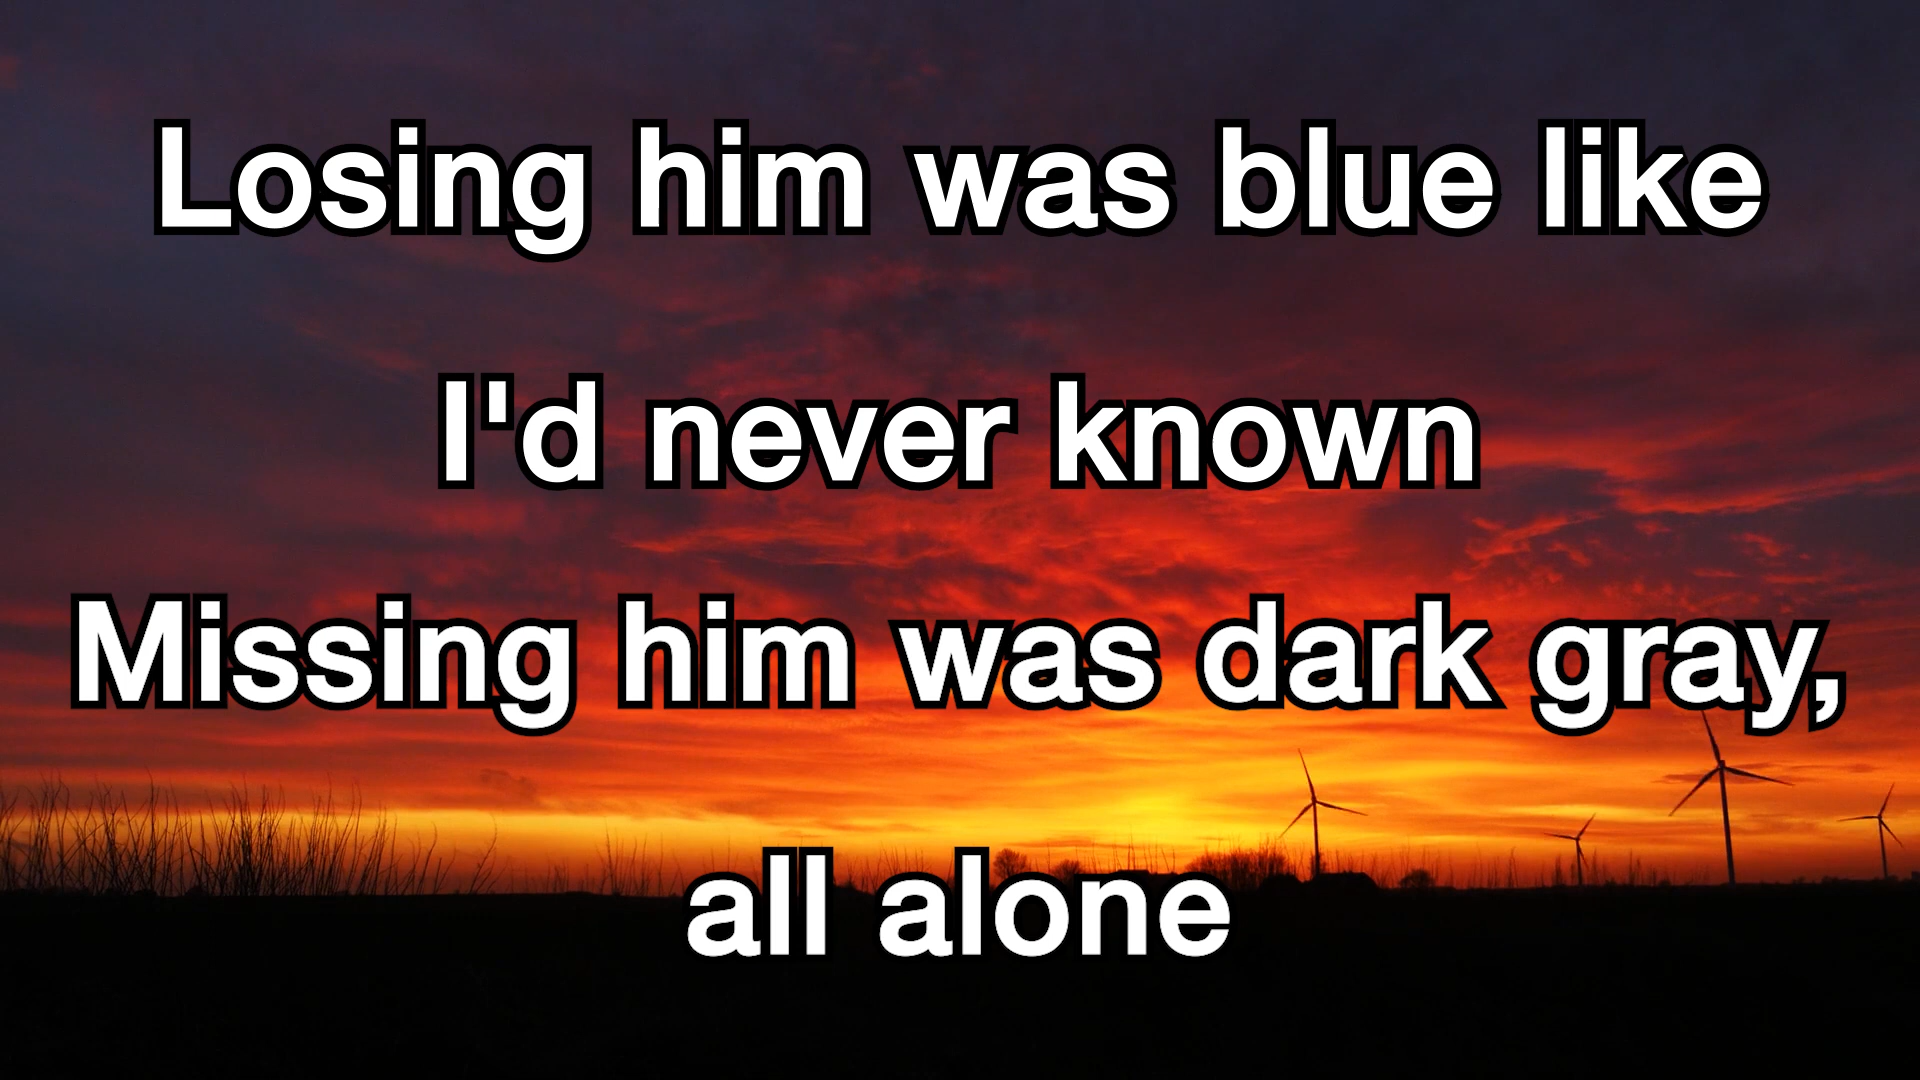 Losing him was blue like
I'd never known
Missing him was dark gray,
all alone